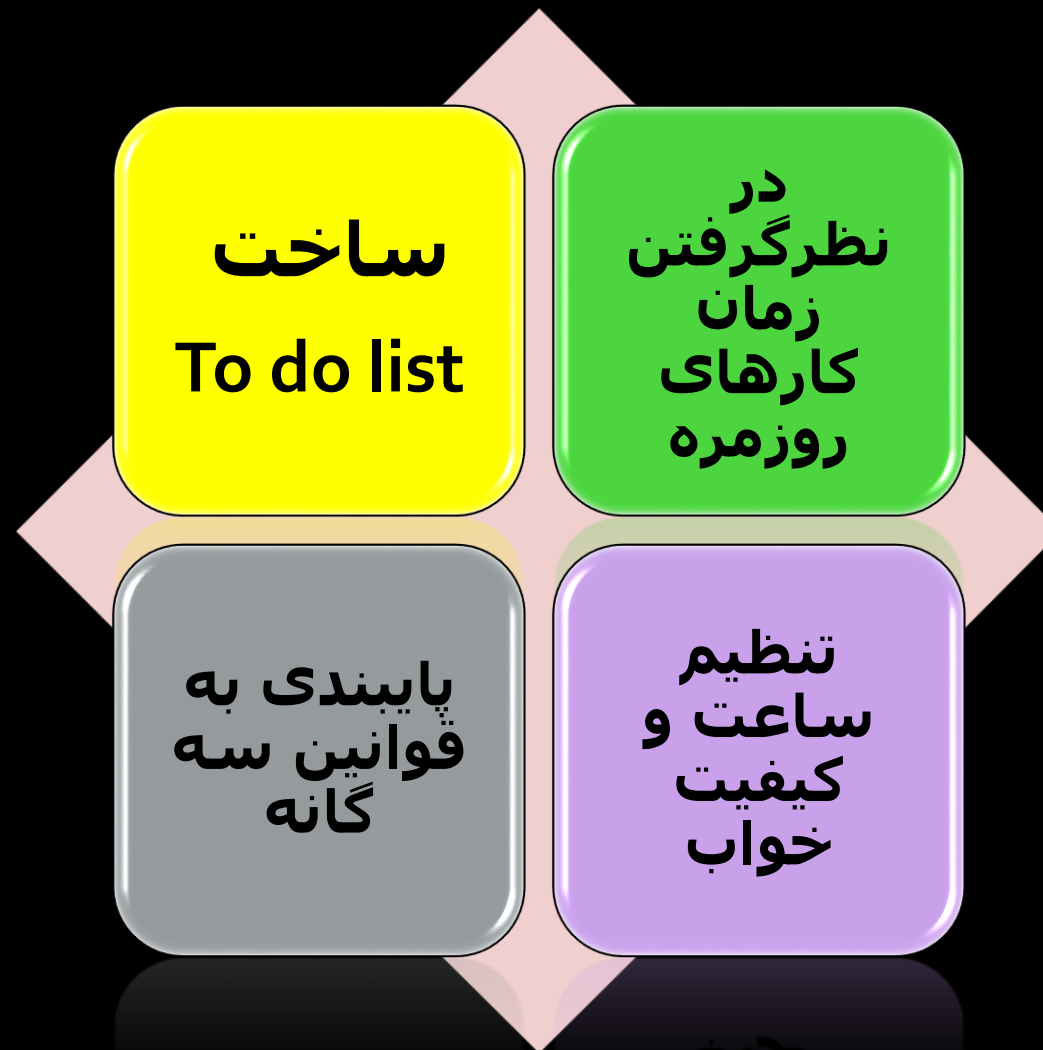 ساخت
To do list
در
نظرگرفتن
زمان
کارهای
روزمره
پایبندی به
قوانین سه
گانه
تنظیم
ساعت و
کیفیت
خواب